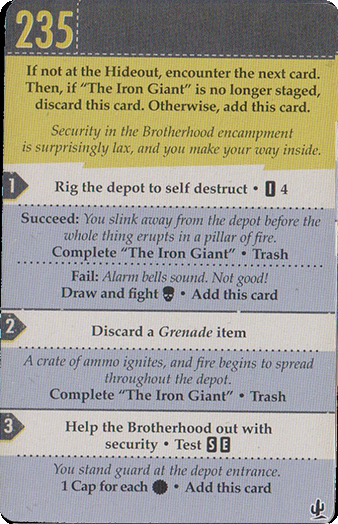 235
If not at the Hideout, encounter the next card.
Then, if "The Iron Giant" is no longer staged,
discard this card. Otherwise, add this card.
Security in the Brotherhood encampment
is surprisingly lax, and you make your way inside.
1 Rig the depot to self destruct • I 4
Succeed: You slink away from the depot before the
whole thing erupts in a pillar of fire.
Complete "The Iron Giant" • Trash
Fail: Alarm bells sound. Not good!
Draw and fight • Add this card
2 Discard a Grenade item
A crate of ammo ignites, and fire begins to spread
throughout the depot.
Complete "The Iron Giant" • Trash
3 Help the Brotherhood out with
security • Test S E
You stand guard at the depot entrance.
1 Cap for each • Add this card